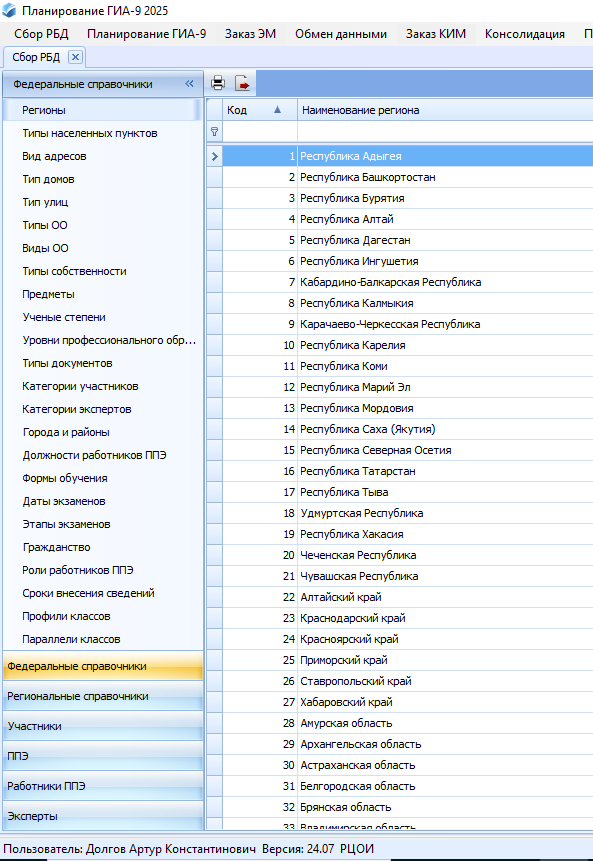 Планирование ГИА-9 2025
Сбор РБД Планирование ГИА-9 Заказ ЭМ Обмен данными Заказ КИМ Консолидация П
Сбор РБД
Федеральные справочники
Регионы
Типы населенных пунктов
Вид адресов
Тип домов
Тип улиц
Типы ОО
Виды ОО
Типы собственности
Предметы
Ученые степени
Уровни профессионального обр...
Типы документов
Категории участников
Категории экспертов
Города и районы
Должности работников ППЭ
Формы обучения
Даты экзаменов
Этапы экзаменов
Гражданство
Роли работников ППЭ
Сроки внесения сведений
Профили классов
Параллели классов
Федеральные справочники
Региональные справочники
Участники
ППЭ
Работники ППЭ
Эксперты
Код Наименование региона
1 Республика Адыгея
2 Республика Башкортостан
3 Республика Бурятия
4 Республика Алтай
5 Республика Дагестан
6 Республика Ингушетия
7 Кабардино-Балкарская Республика
8 Республика Калмыкия
9 Карачаево-Черкесская Республика
10 Республика Карелия
11 Республика Коми
12 Республика Марий Эл
13 Республика Мордовия
14 Республика Саха (Якутия)
15 Республика Северная Осетия
16 Республика Татарстан
17 Республика Тыва
18 Удмуртская Республика
19 Республика Хакасия
20 Чеченская Республика
21 Чувашская Республика
22 Алтайский край
23 Краснодарский край
24 Красноярский край
25 Приморский край
26 Ставропольский край
27 Хабаровский край
28 Амурская область
29 Архангельская область
30 Астраханская область
31 Белгородская область
32 Брянская область
33 Владимирская область
Пользователь: Долгов Артур Константинович Версия: 24.07 РЦОИ